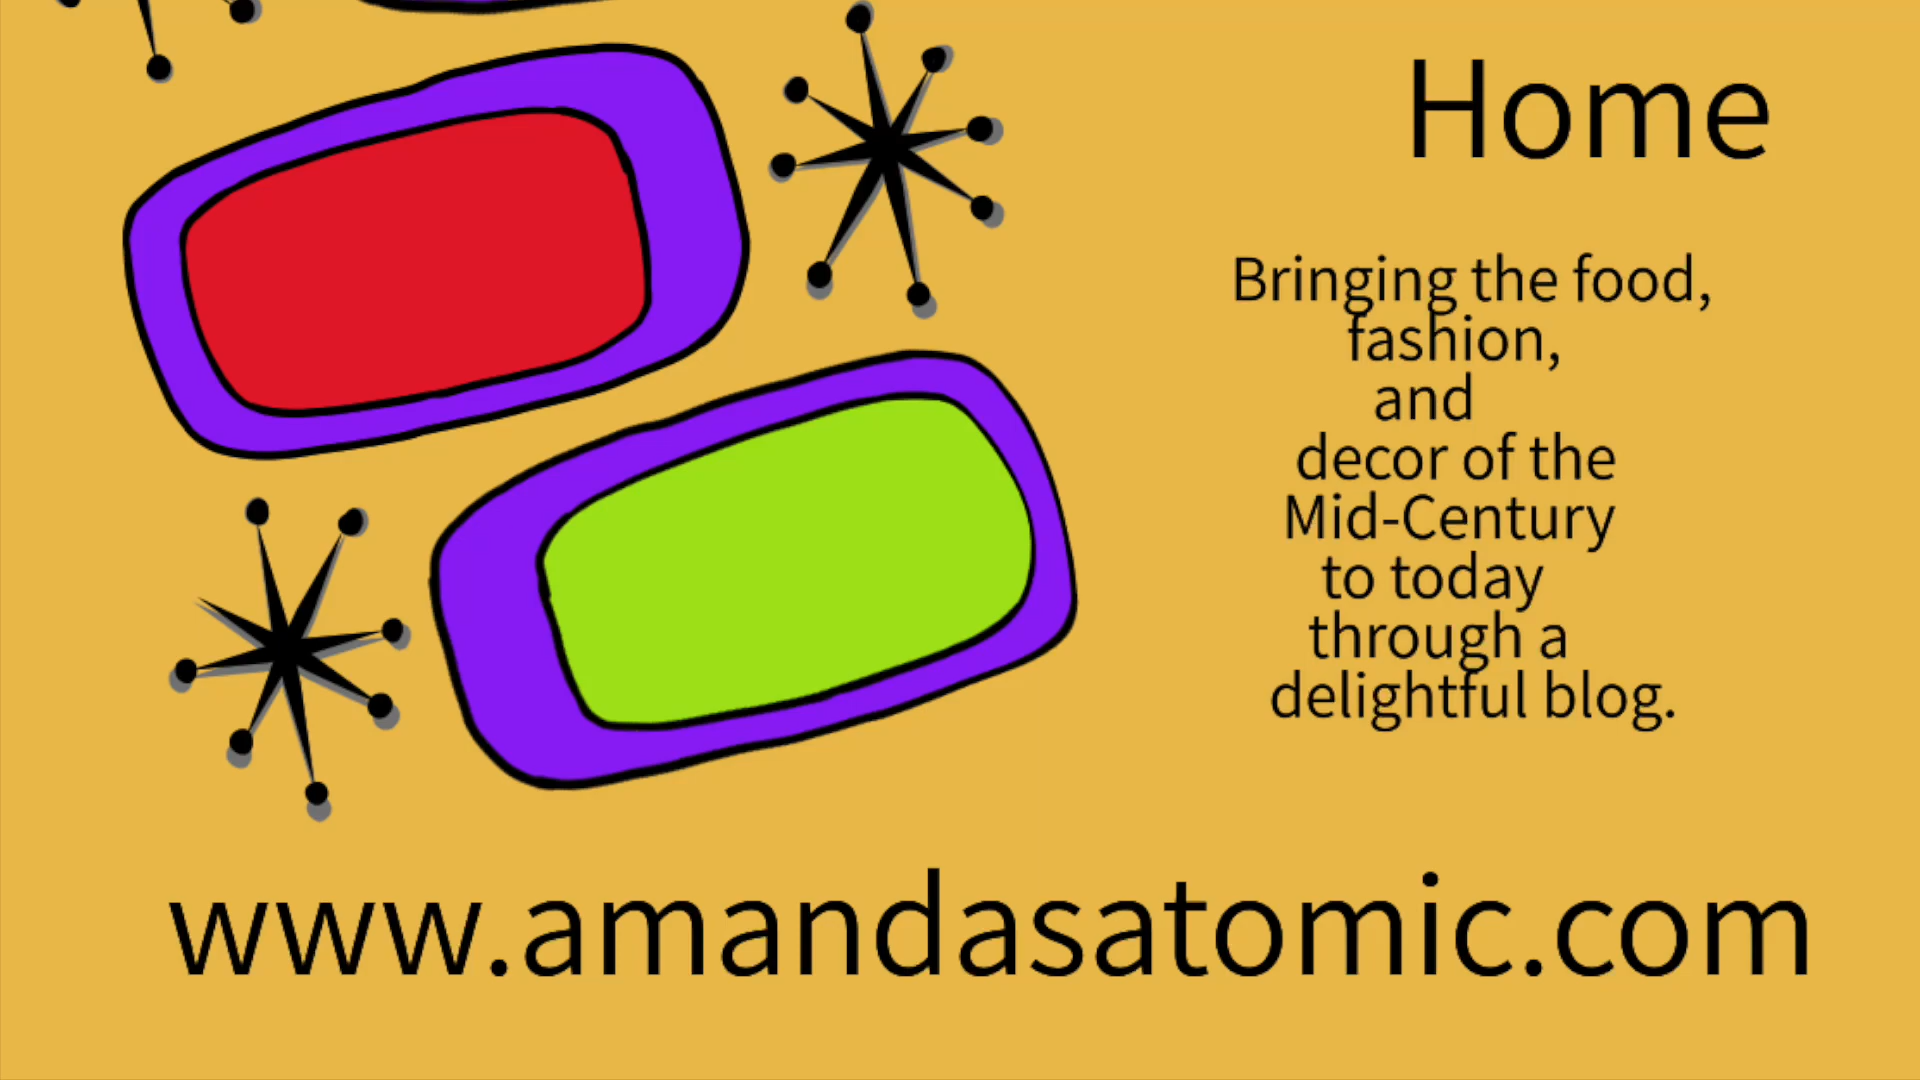 Home
Bringing the food,
fashion,
and
decor of the
Mid-Century
to today
through a
delightful blog.
www.amandasatomic.com